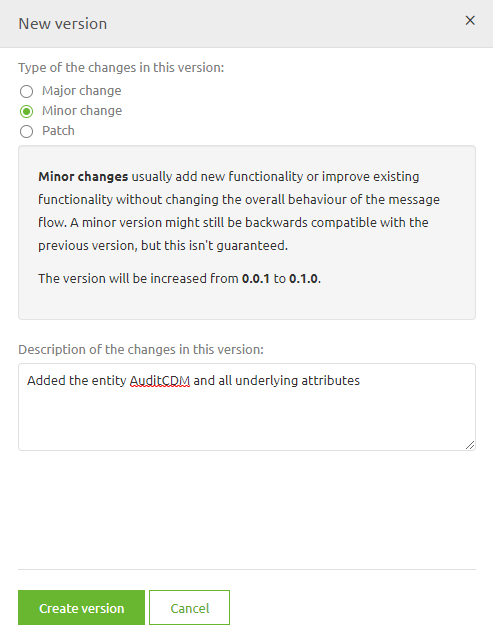 New version
×
Type of the changes in this version:
Major change
Minor change
Patch
Minor changes usually add new functionality or improve existing
functionality without changing the overall behaviour of the message
flow. A minor version might still be backwards compatible with the
previous version, but this isn't guaranteed.
The version will be increased from 0.0.1 to 0.1.0.
Description of the changes in this version:
Added the entity AuditCDM and all underlying attributes
Create version
Cancel